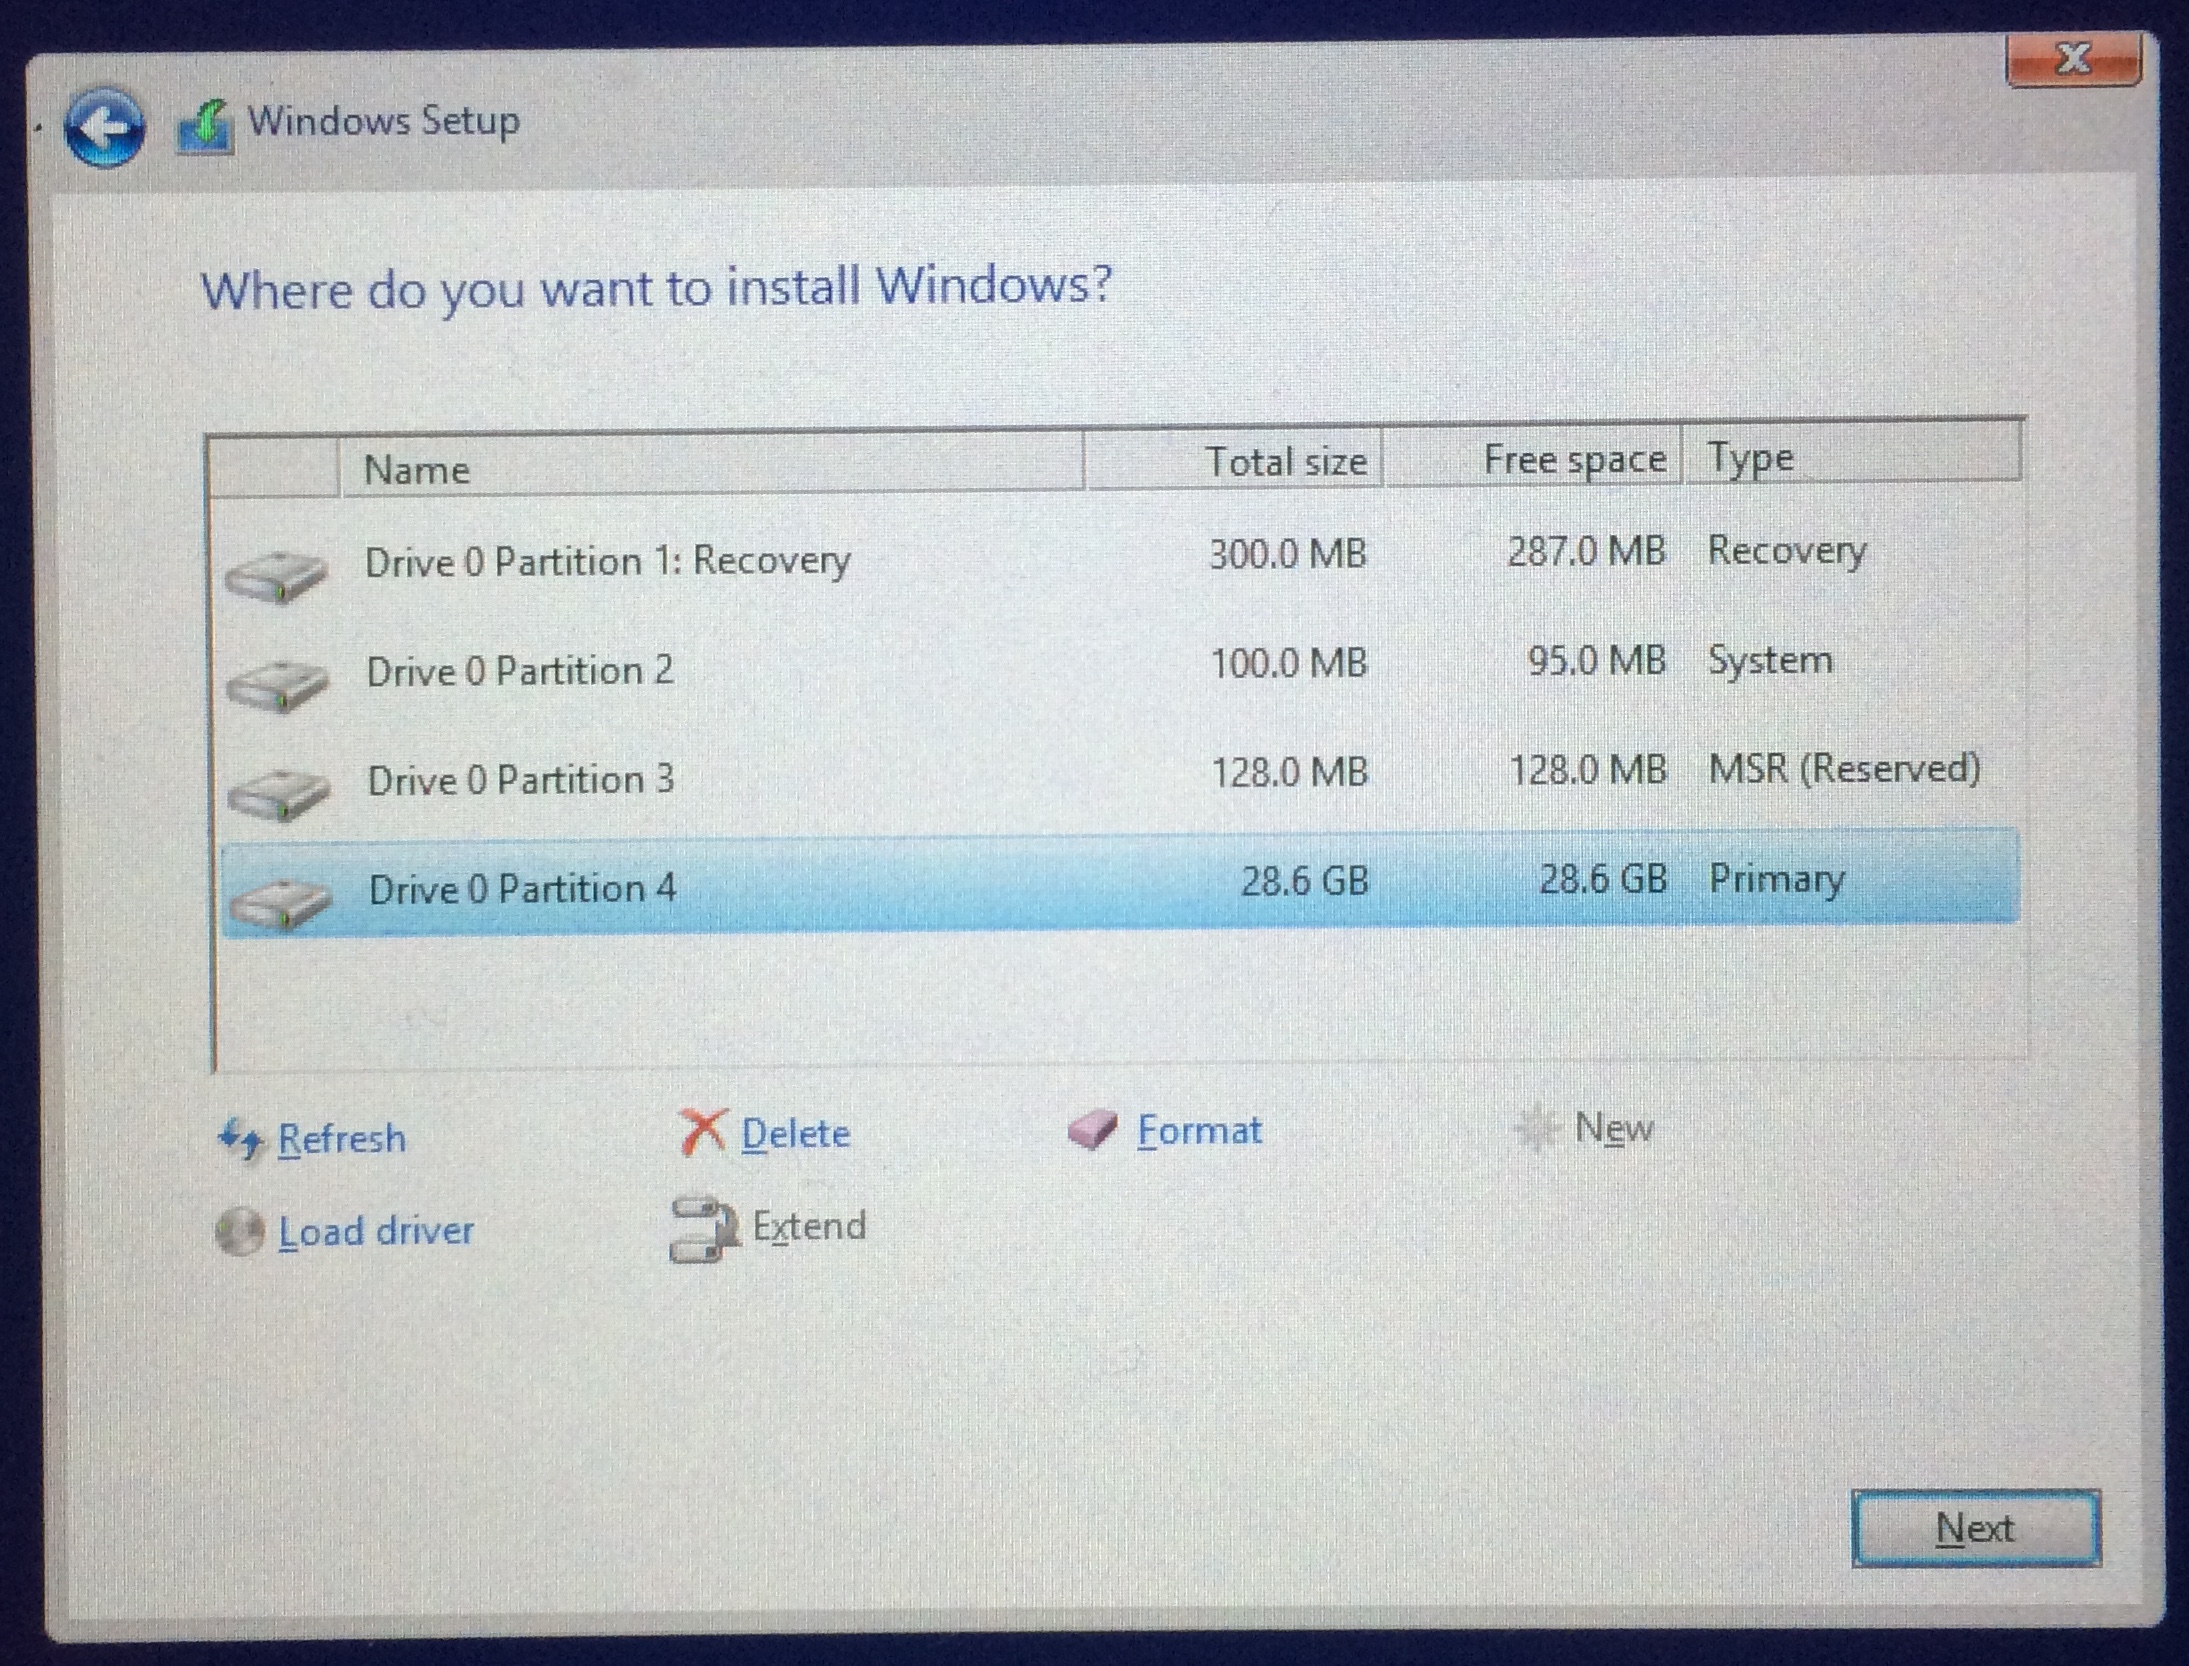 Windows Setup
Where do you want to install Windows?
Name Total size Free space Type
Drive 0 Partition 1: Recovery 300.0 MB 287.0 MB Recovery
Drive 0 Partition 2 100.0 MB 95.0 MB System
Drive 0 Partition 3 128.0 MB 128.0 MB MSR (Reserved)
Drive 0 Partition 4 28.6 GB 28.6 GB Primary
Refresh Delete Format New
Load driver Extend
Next